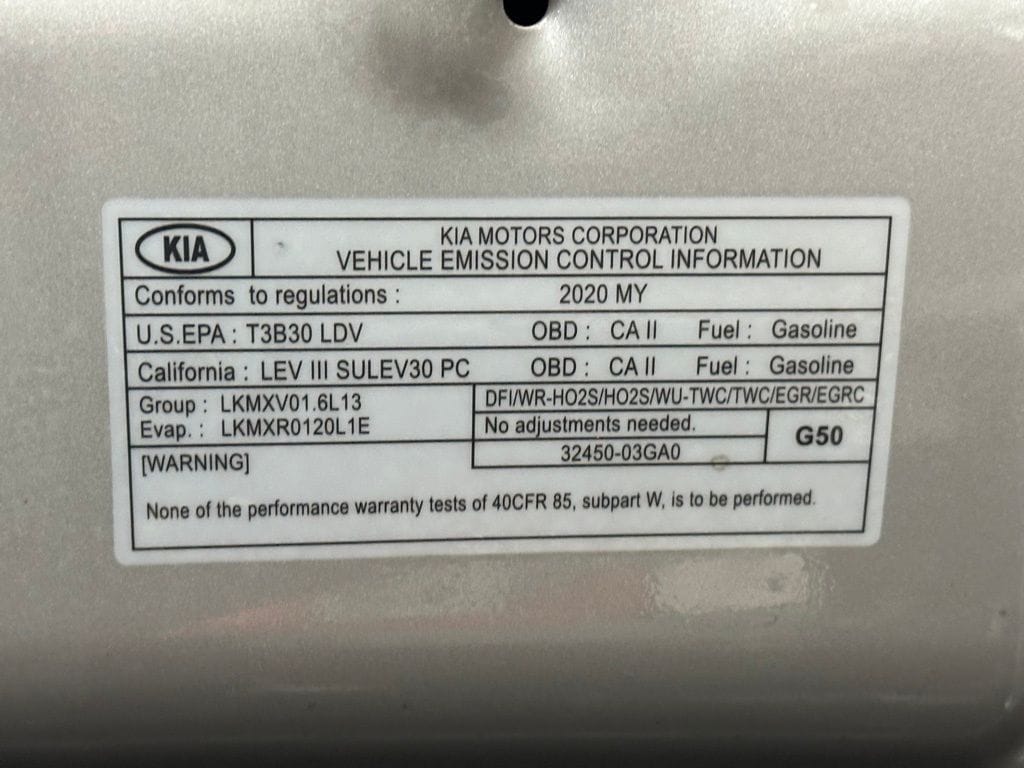 KIA
KIA MOTORS CORPORATION
VEHICLE EMISSION CONTROL INFORMATION
Conforms to regulations : 2020 MY
U.S.EPA : T3B30 LDV OBD : CA II Fuel : Gasoline
California : LEV III SULEV30 PC OBD : CA II Fuel : Gasoline
Group : LKMXV01.6L13
Evap. : LKMXR0120L1E
DFI/WR-HO2S/HO2S/WU-TWC/TWC/EGR/EGRC
No adjustments needed.
32450-03GA0
G50
[WARNING]
None of the performance warranty tests of 40CFR 85, subpart W, is to be performed.